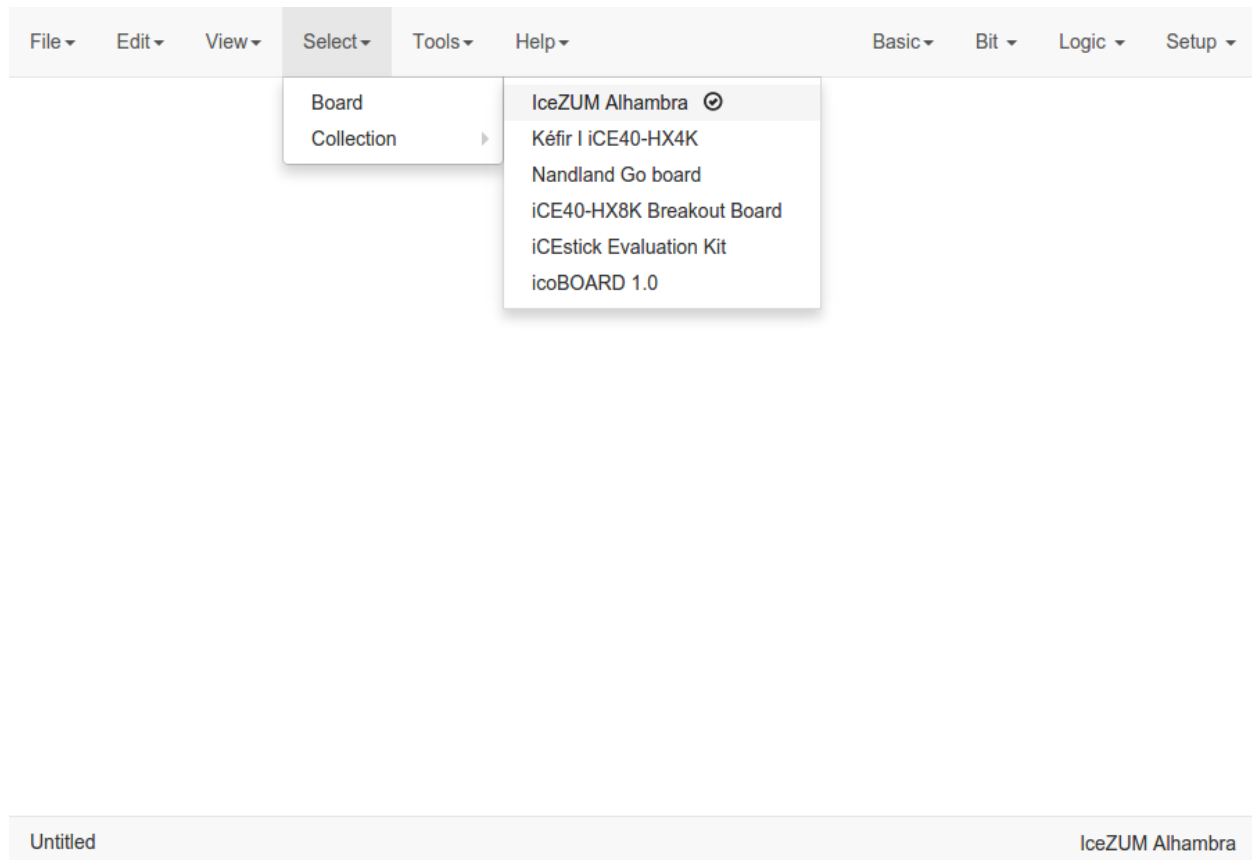 File Edit View Select Tools Help Basic Bit Logic Setup
Board
Collection
IceZUM Alhambra
Kéfir I iCE40-HX4K
Nandland Go board
iCE40-HX8K Breakout Board
iCEstick Evaluation Kit
icoBOARD 1.0
Untitled IceZUM Alhambra